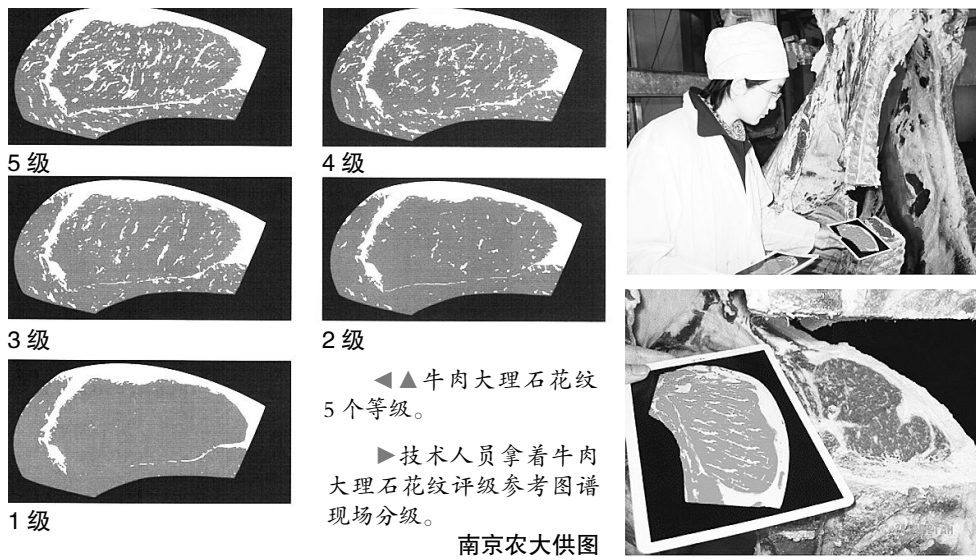 5 级
4 级
3 级
2 级
1 级
◀▲牛肉大理石花纹
5 个等级。
▶技术人员拿着牛肉
大理石花纹评级参考图谱
现场分级。
南京农大供图